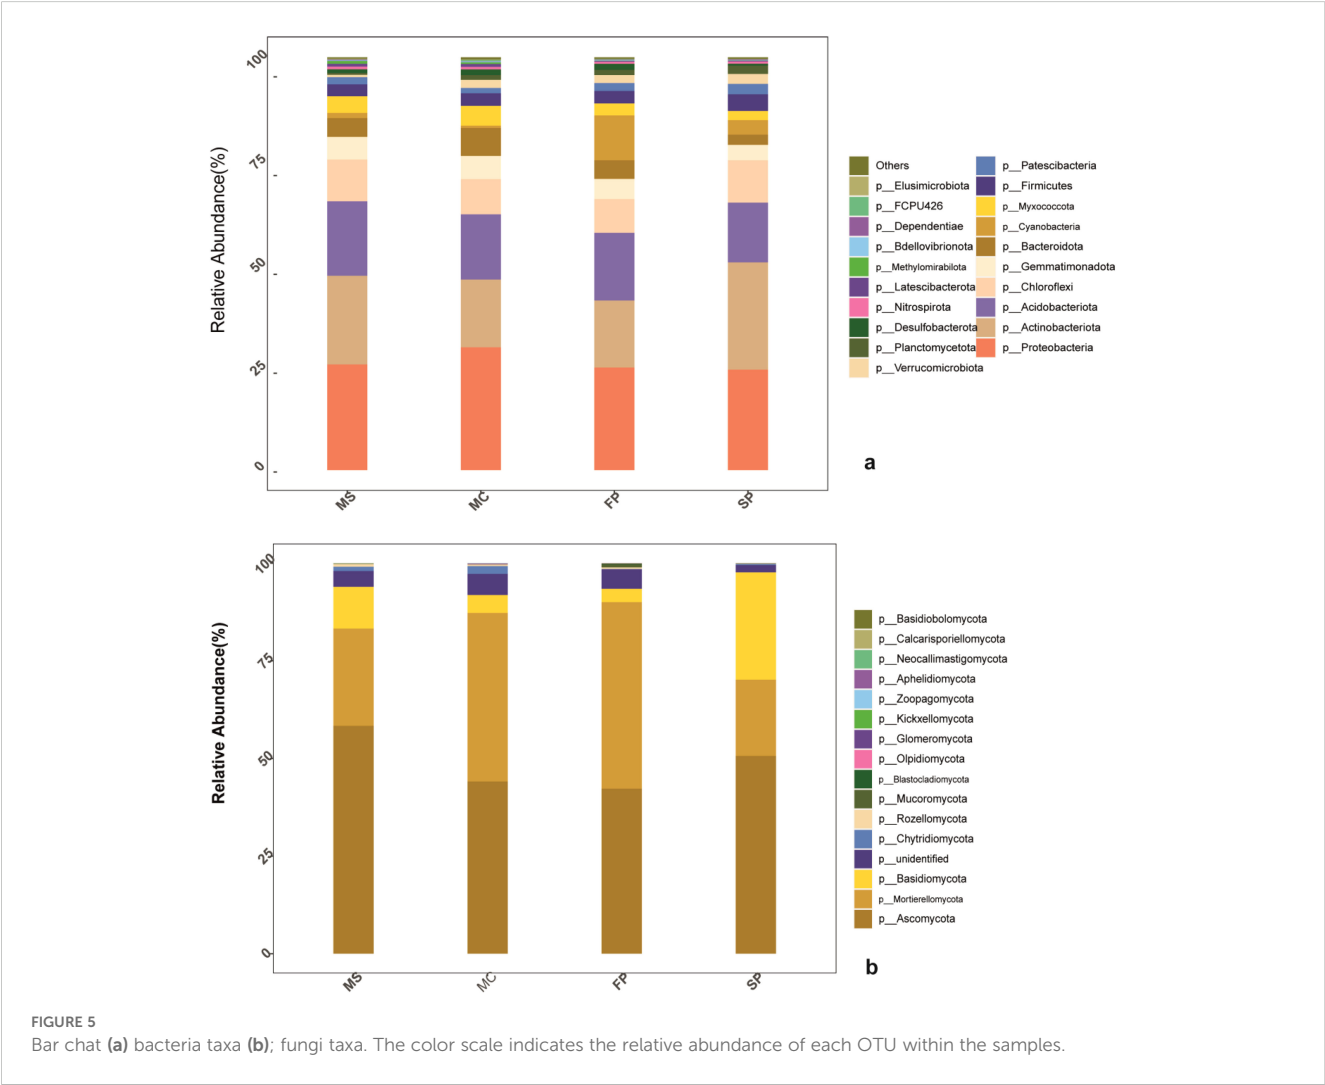 Relative Abundance(%)
100
75
50
25
0
MS
MC
FP
SP
Others
p__Elusimicrobiota
p__FCPU426
p__Dependentiae
p__Bdellovibrionota
p__Methylomirabilota
p__Latescibacterota
p__Nitrospirota
p__Desulfobacterota
p__Planctomycetota
p__Verrucomicrobiota
p__Patescibacteria
p__Firmicutes
p__Myxococcota
p__Cyanobacteria
p__Bacteroidota
p__Gemmatimonadota
p__Chloroflexi
p__Acidobacteriota
p__Actinobacteriota
p__Proteobacteria
a
Relative Abundance(%)
100
75
50
25
0
MS
MC
FP
SP
p__Basidiobolomycota
p__Calcarisporiellomycota
p__Neocallimastigomycota
p__Aphelidiomycota
p__Zoopagomycota
p__Kickxellomycota
p__Glomeromycota
p__Olpidiomycota
p__Blastocladiomycota
p__Mucoromycota
p__Rozellomycota
p__Chytridiomycota
p__unidentified
p__Basidiomycota
p__Mortierellomycota
p__Ascomycota
b
FIGURE 5
Bar chat (a) bacteria taxa (b); fungi taxa. The color scale indicates the relative abundance of each OTU within the samples.